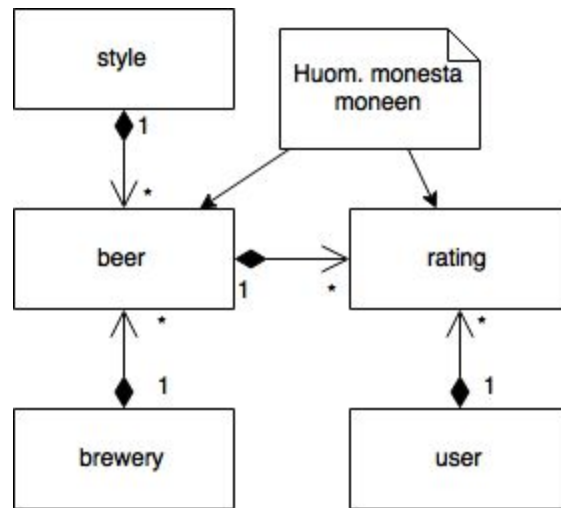 style
Huom. monesta
moneen
1
*
beer
rating
1
*
*
*
1
1
brewery
user